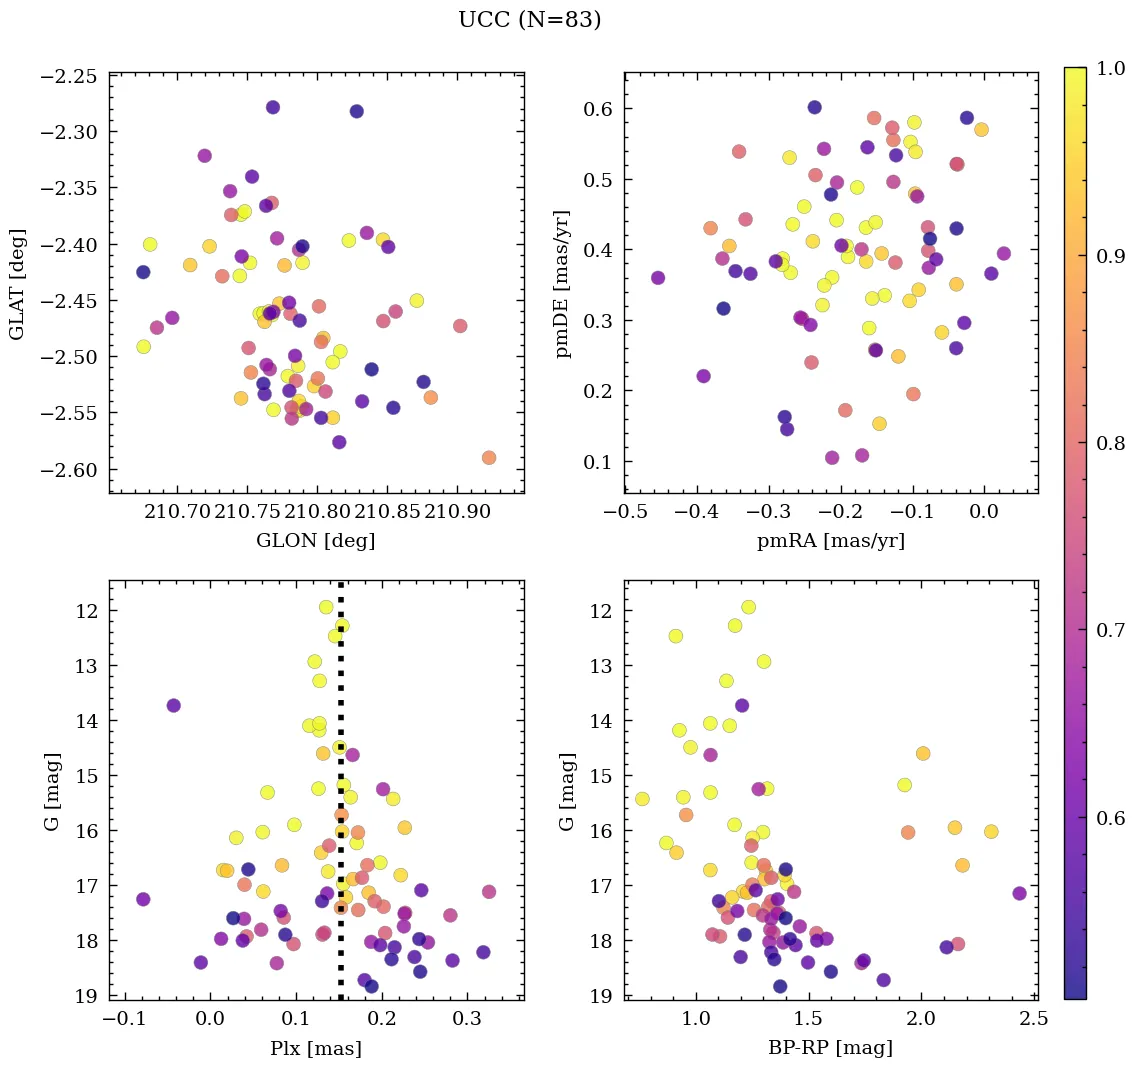 UCC (N=83)
−2.25
−2.30
−2.35
−2.40
−2.45
−2.50
−2.55
−2.60
GLAT [deg]
210.70 210.75 210.80 210.85 210.90
GLON [deg]
0.6
0.5
0.4
0.3
0.2
0.1
pmDE [mas/yr]
−0.5 −0.4 −0.3 −0.2 −0.1 0.0
pmRA [mas/yr]
12
13
14
15
16
17
18
19
G [mag]
−0.1 0.0 0.1 0.2 0.3
Plx [mas]
12
13
14
15
16
17
18
19
G [mag]
1.0 1.5 2.0 2.5
BP-RP [mag]
1.0
0.9
0.8
0.7
0.6